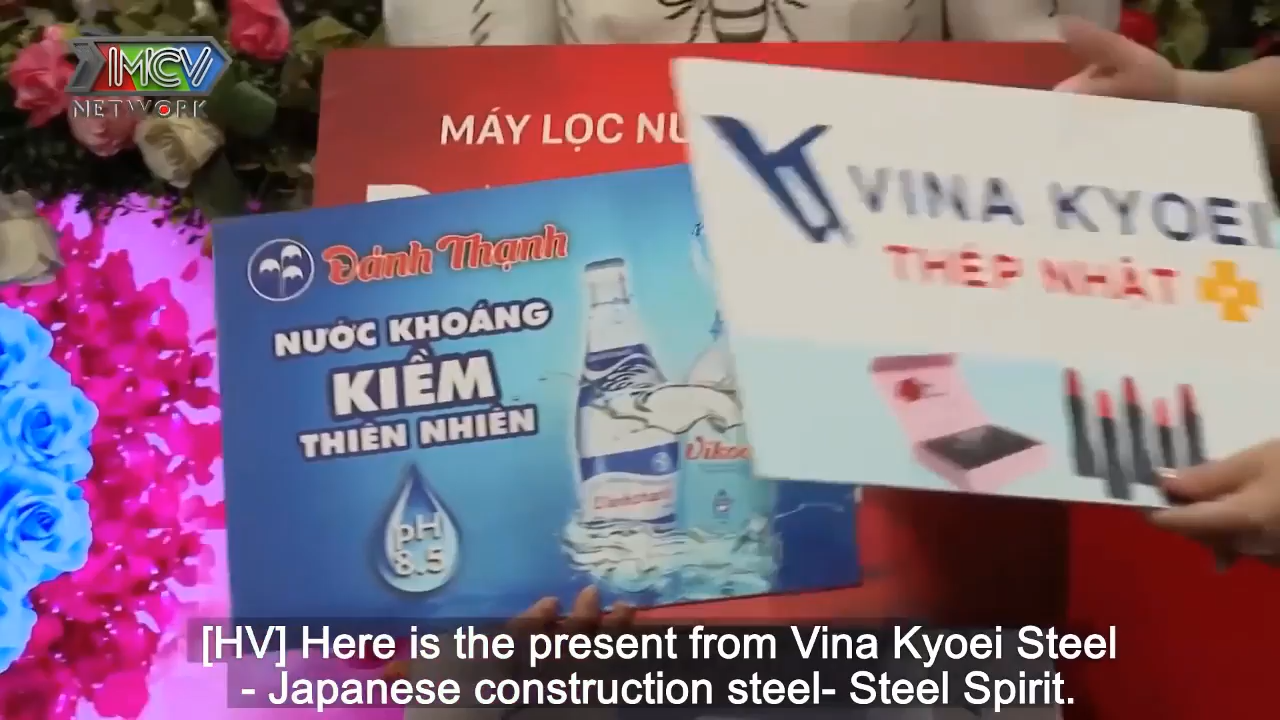 MCV
NETWORK
MÁY LỌC
VINA KYOEI
THÉP NHẬT
Đảnh Thạnh
NƯỚC KHOÁNG
KIỀM
THIÊN NHIÊN
pH
8.5
[HV] Here is the present from Vina Kyoei Steel
- Japanese construction steel- Steel Spirit.